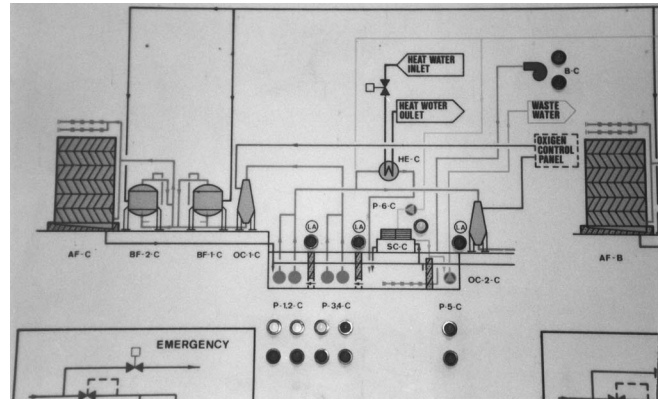 HEAT WATER
INLET
HEAT WOTER
OULET
B-C
WASTE
WATER
OXIGEN
CONTROL
PANEL
HE-C
P-6-C
LA
LA
LA
SC-C
AF-C
BF-2-C
BF-1-C
OC-1-C
OC-2-C
AF-B
P-1,2-C
P-3,4-C
P-5-C
EMERGENCY